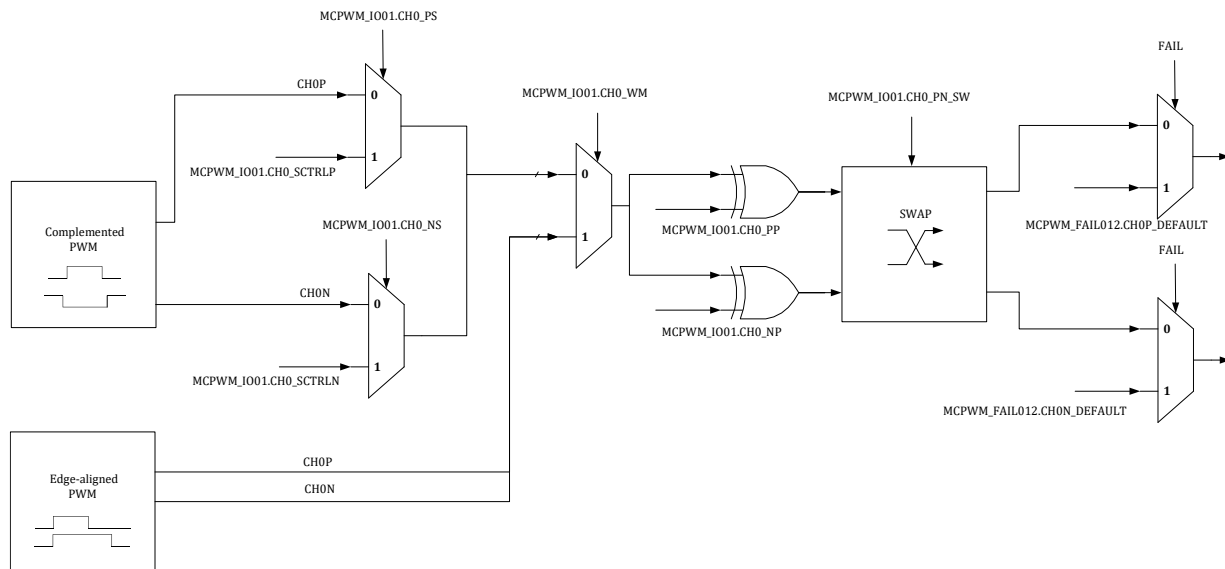 MCPWM_IO01.CH0_PS
FAIL
CH0P
0
MCPWM_IO01.CH0_WM
MCPWM_IO01.CH0_PN_SW
0
1
MCPWM_IO01.CH0_SCTRLP
0
1
1
MCPWM_FAIL012.CH0P_DEFAULT
MCPWM_IO01.CH0_NS
MCPWM_IO01.CH0_PP
SWAP
Complemented
PWM
FAIL
CH0N
0
MCPWM_IO01.CH0_NP
0
1
MCPWM_IO01.CH0_SCTRLN
1
MCPWM_FAIL012.CH0N_DEFAULT
CH0P
Edge-aligned
PWM
CH0N